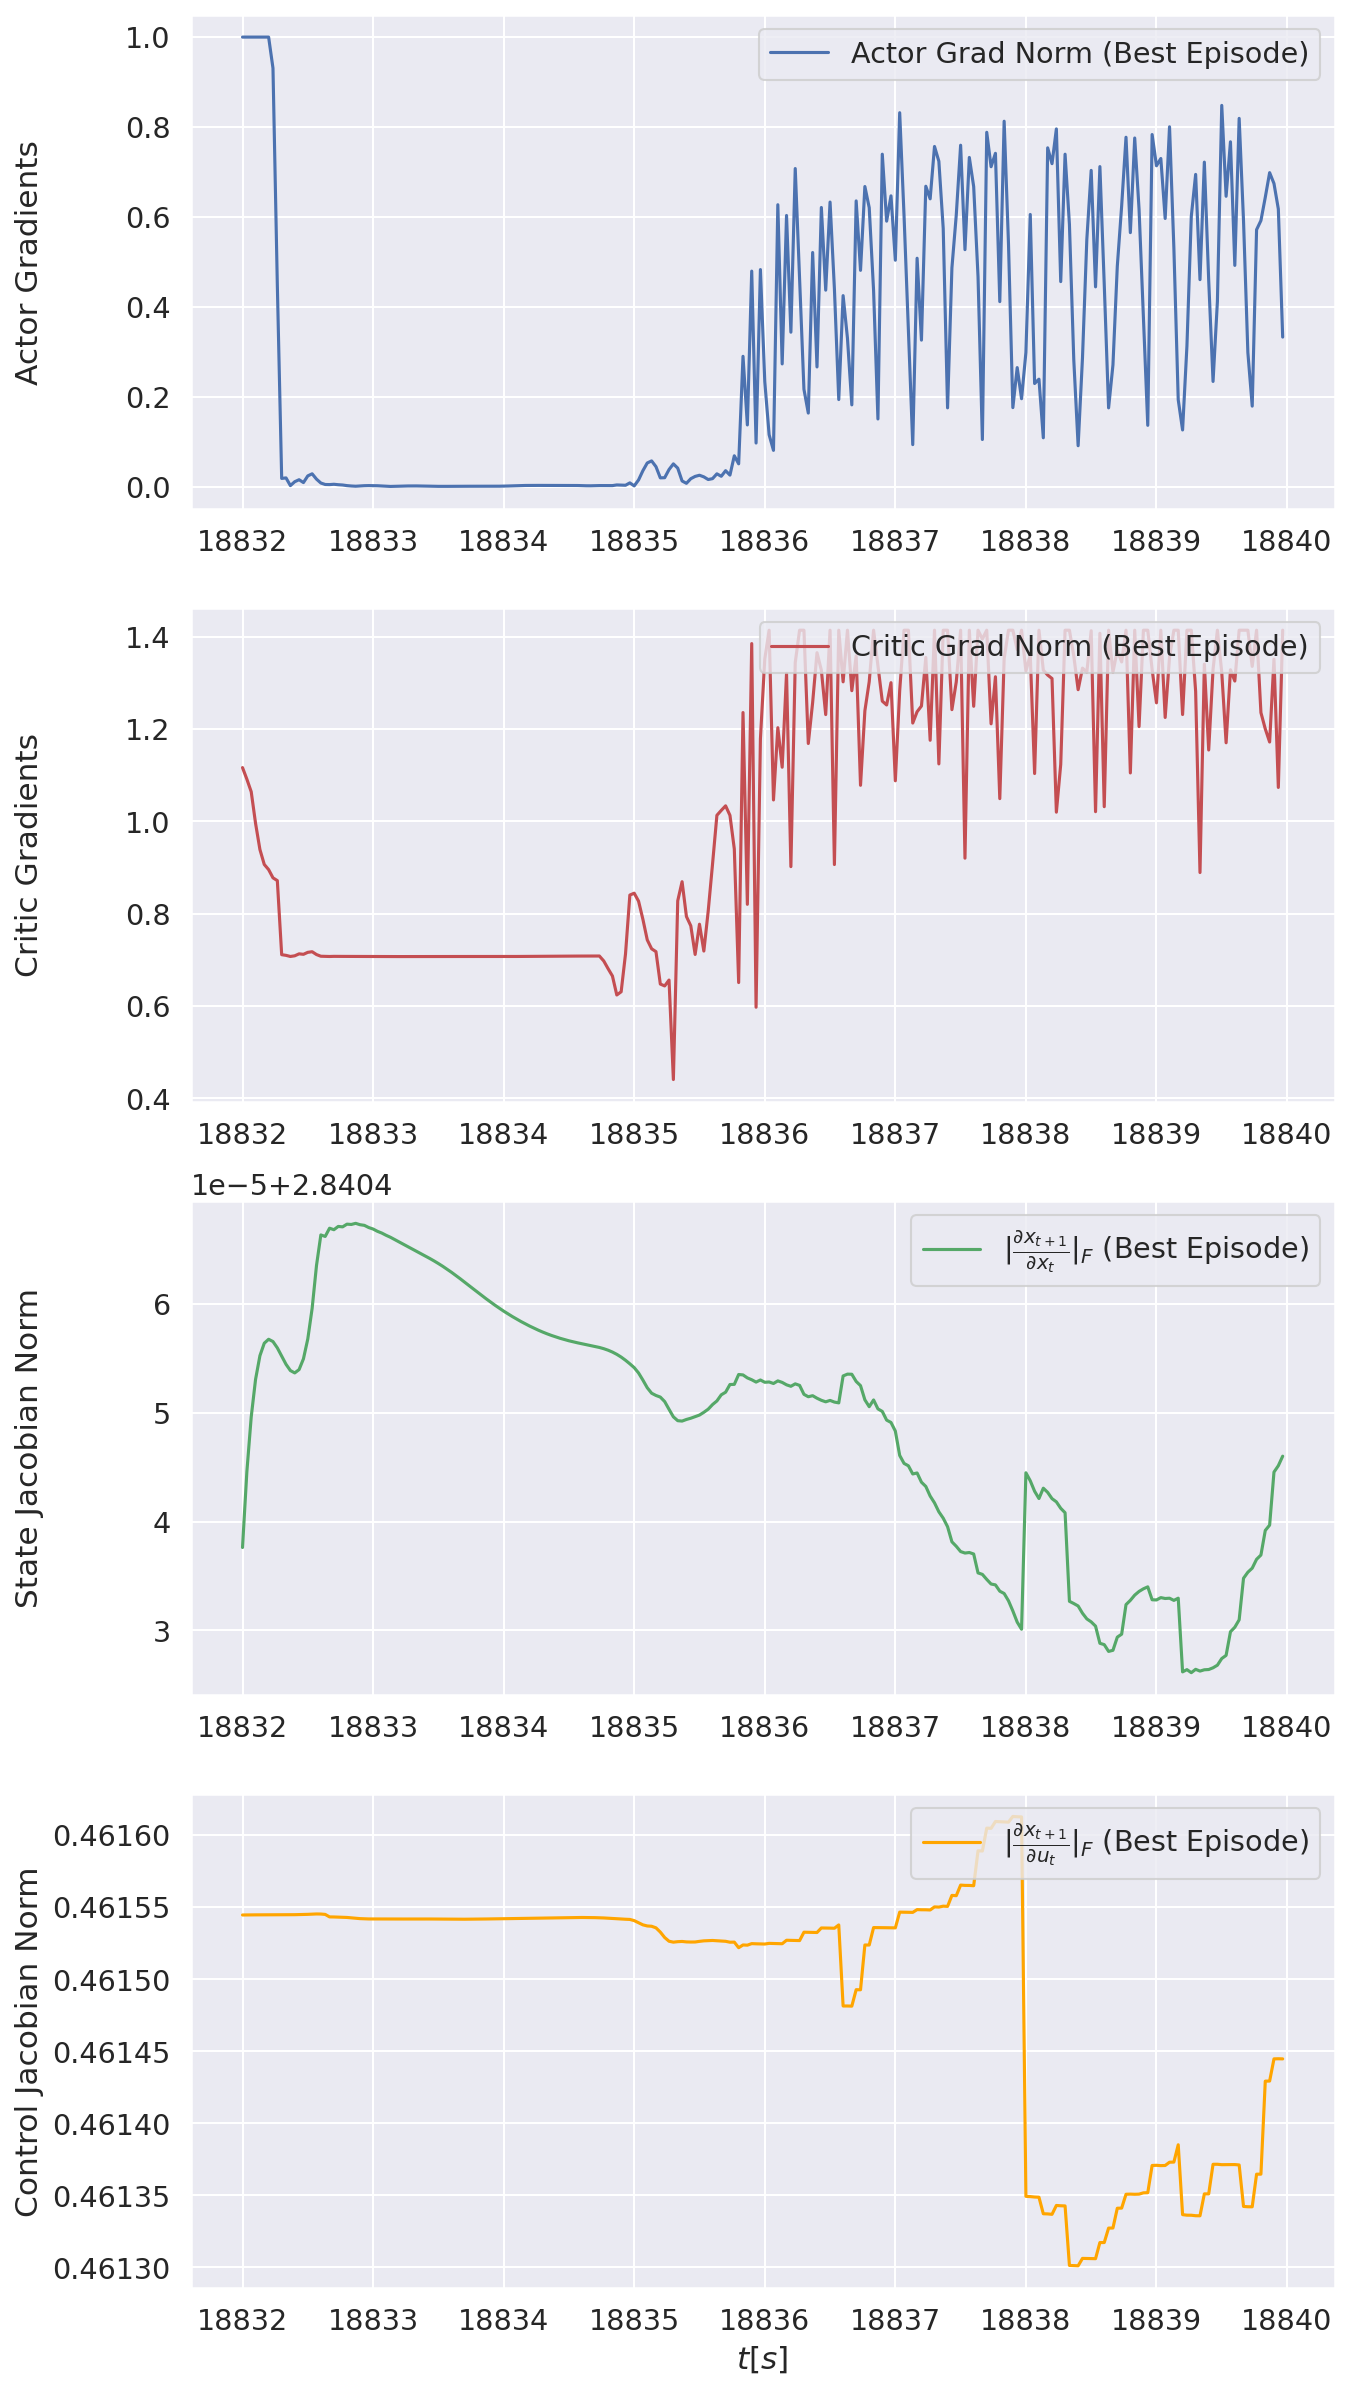 Actor Gradients
1.0
0.8
0.6
0.4
0.2
0.0
Actor Grad Norm (Best Episode)
18832 18833 18834 18835 18836 18837 18838 18839 18840
Critic Gradients
1.4
1.2
1.0
0.8
0.6
0.4
Critic Grad Norm (Best Episode)
18832 18833 18834 18835 18836 18837 18838 18839 18840
1e−5+2.8404
State Jacobian Norm
6
5
4
3
|∂x_{t+1}/∂x_t|_F (Best Episode)
18832 18833 18834 18835 18836 18837 18838 18839 18840
Control Jacobian Norm
0.46160
0.46155
0.46150
0.46145
0.46140
0.46135
0.46130
|∂x_{t+1}/∂u_t|_F (Best Episode)
18832 18833 18834 18835 18836 18837 18838 18839 18840
t[s]